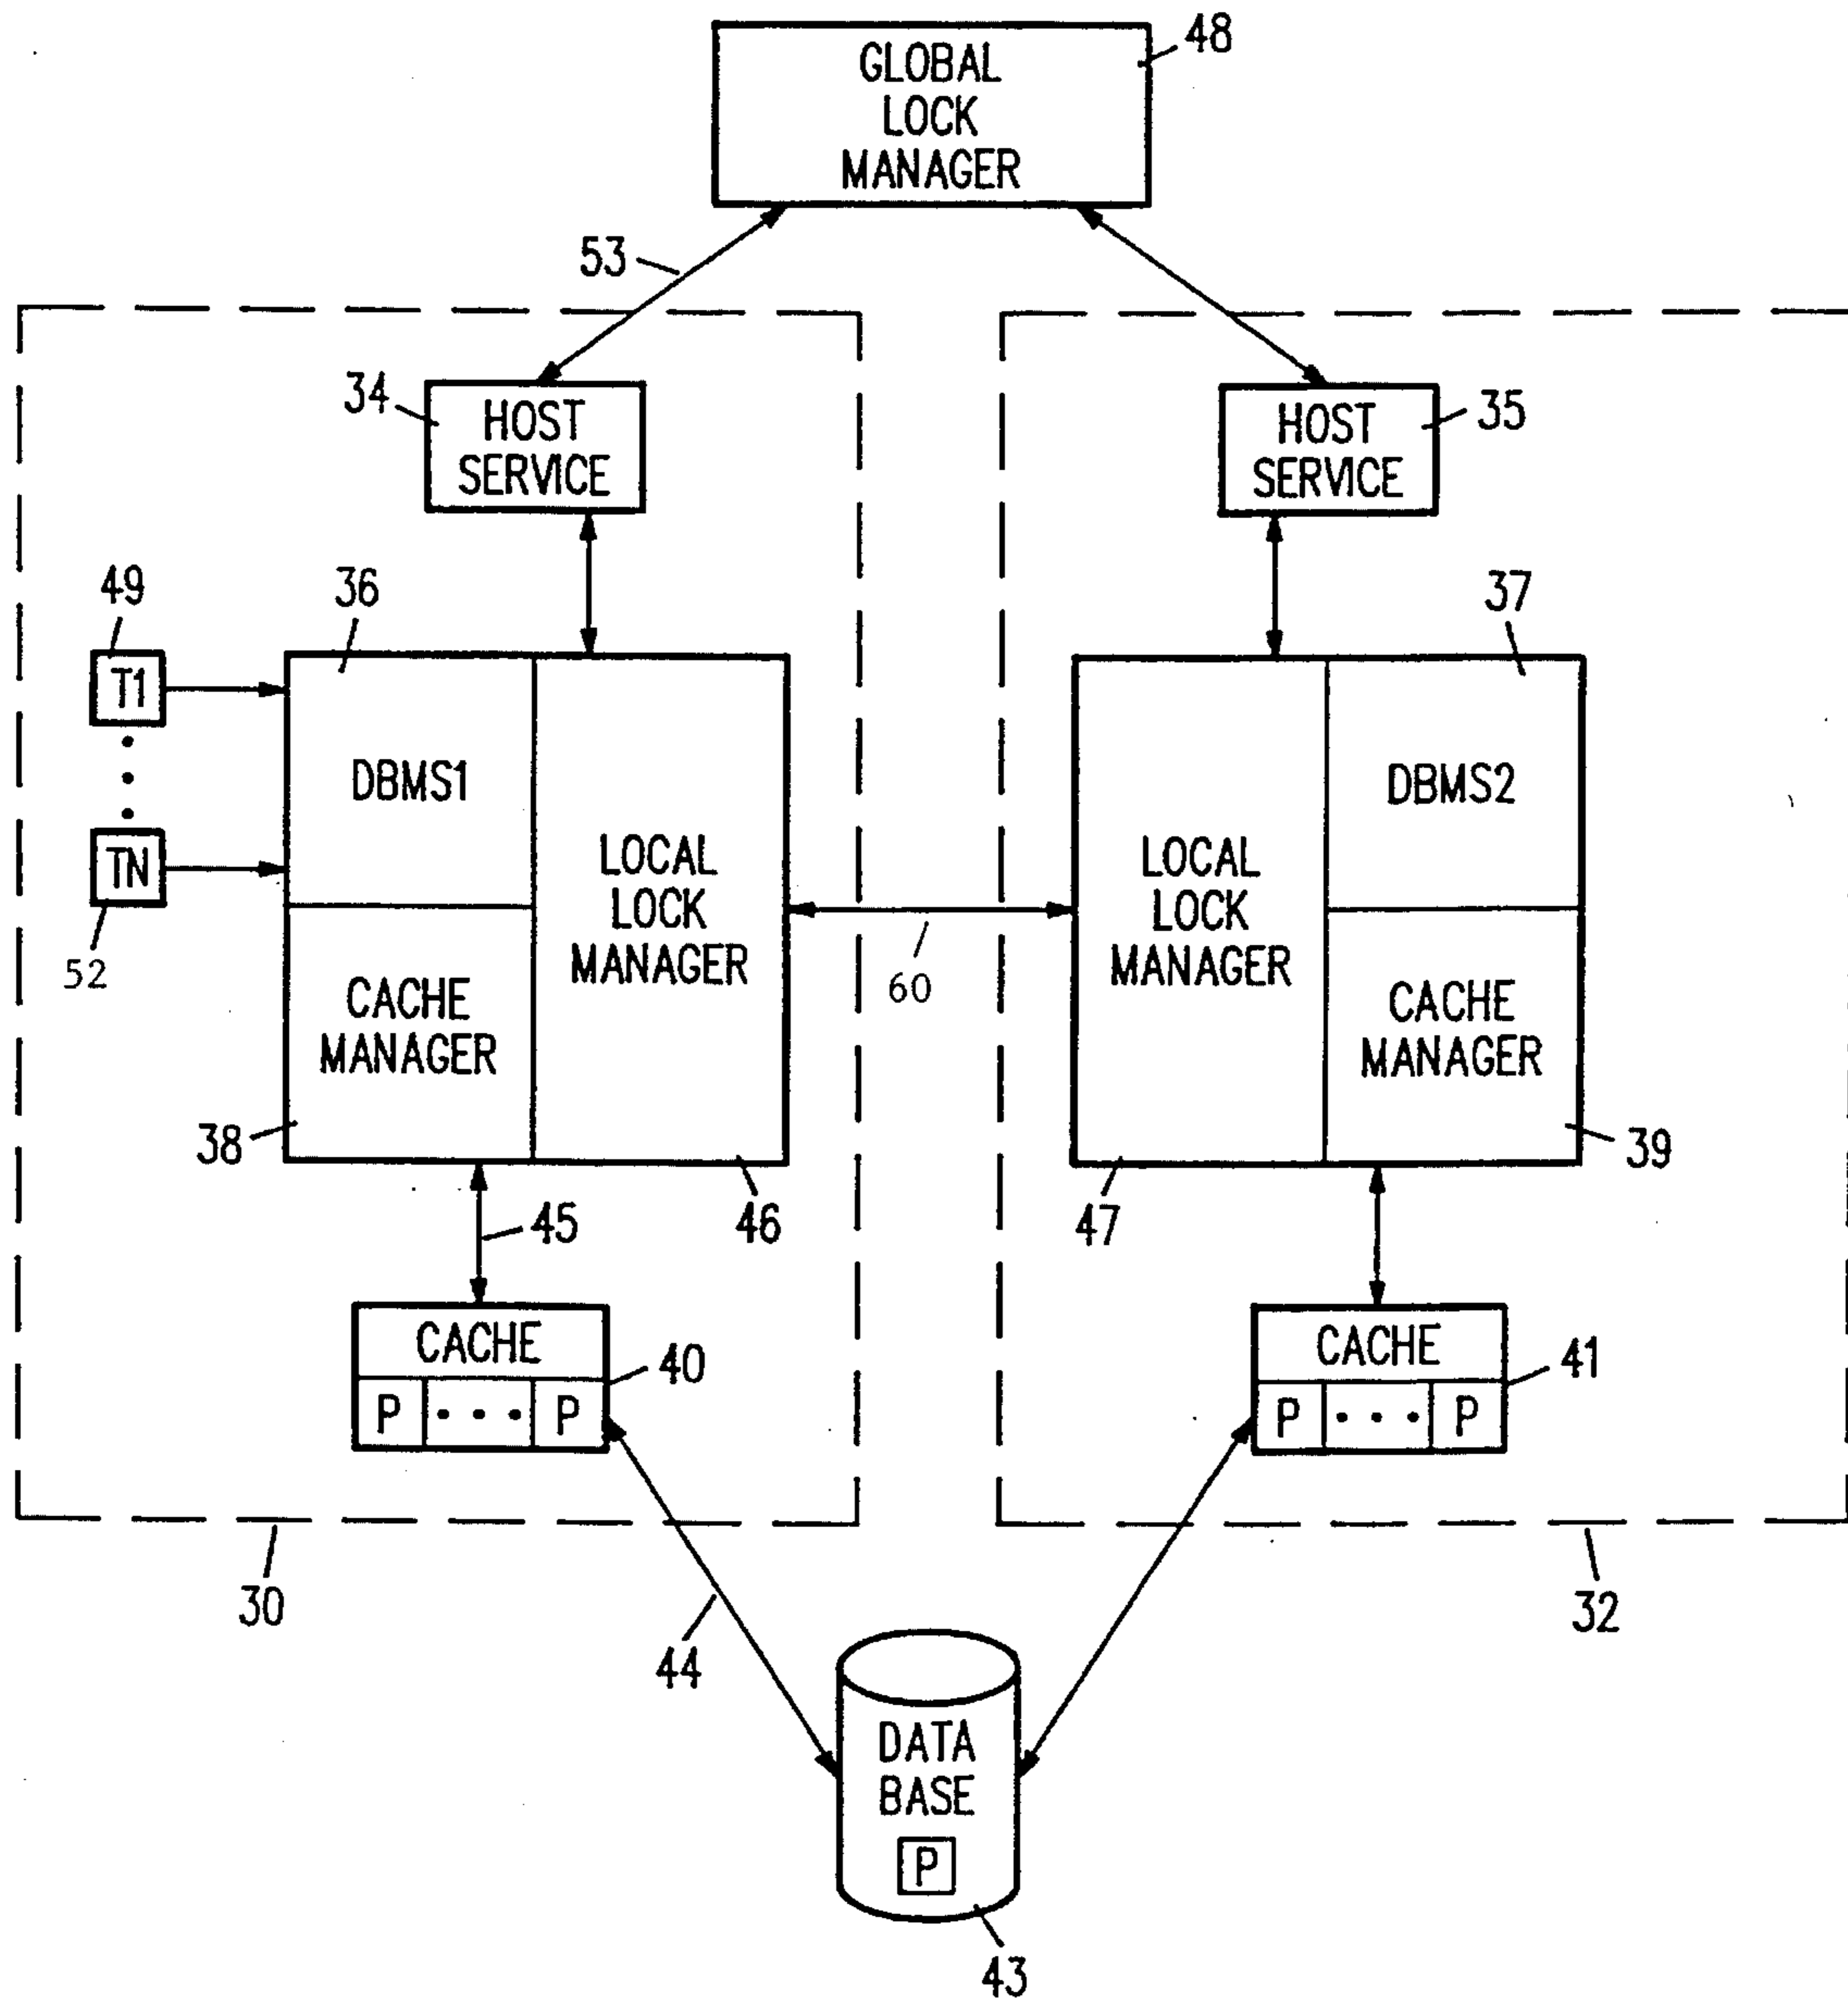 48
GLOBAL
LOCK
MANAGER
53
34
HOST
SERVICE
35
HOST
SERVICE
49
36
37
T1
DBMS1
TN
52
LOCAL
LOCK
MANAGER
CACHE
MANAGER
38
46
60
LOCAL
LOCK
MANAGER
DBMS2
CACHE
MANAGER
39
47
45
CACHE
P ... P
40
CACHE
P ... P
41
30
44
32
DATA
BASE
P
43